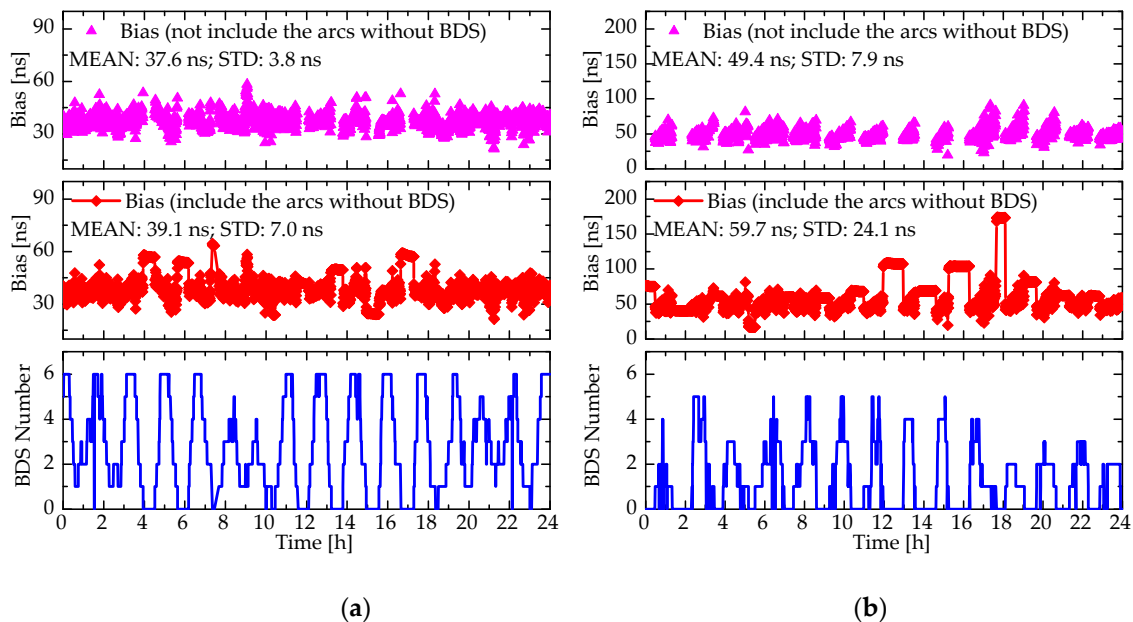 90
60
30
Bias [ns]
Bias (not include the arcs without BDS)
MEAN: 37.6 ns; STD: 3.8 ns
90
60
30
Bias [ns]
Bias (include the arcs without BDS)
MEAN: 39.1 ns; STD: 7.0 ns
6
4
2
0
BDS Number
0 2 4 6 8 10 12 14 16 18 20 22 24
Time [h]
(a)
200
150
100
50
0
Bias [ns]
Bias (not include the arcs without BDS)
MEAN: 49.4 ns; STD: 7.9 ns
200
150
100
50
0
Bias [ns]
Bias (include the arcs without BDS)
MEAN: 59.7 ns; STD: 24.1 ns
6
4
2
0
BDS Number
0 2 4 6 8 10 12 14 16 18 20 22 24
Time [h]
(b)